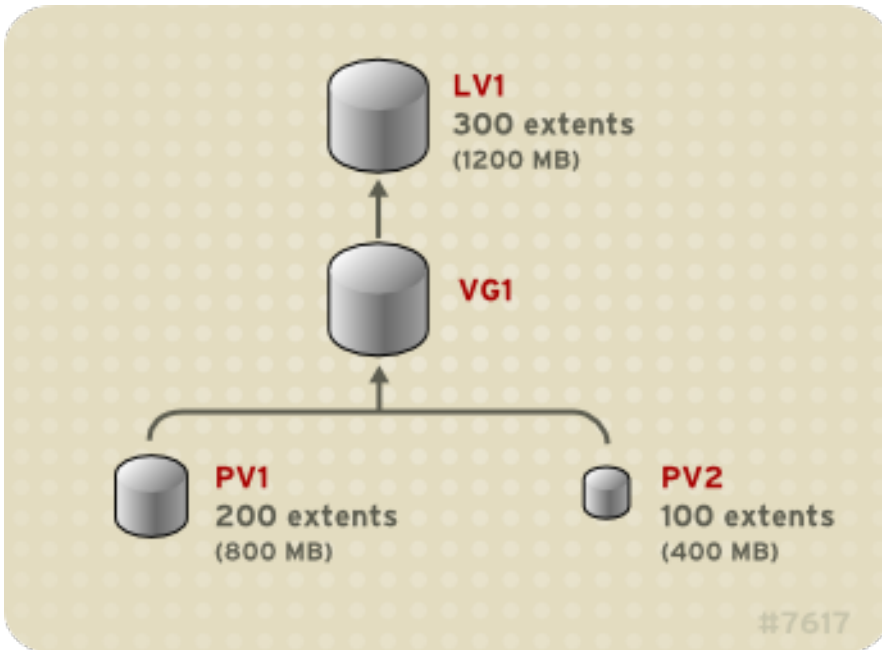 LV1
300 extents
(1200 MB)
VG1
PV1
200 extents
(800 MB)
PV2
100 extents
(400 MB)
#7617